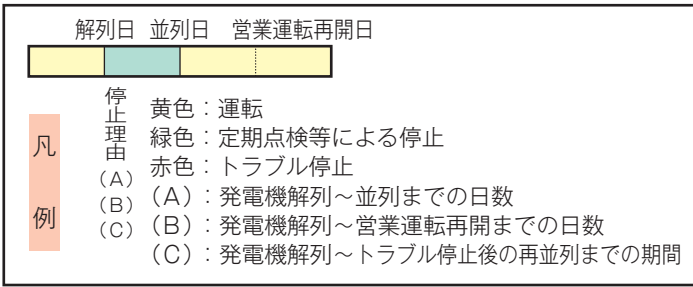 解列日 並列日 営業運転再開日
凡例
停止理由
(A)
(B)
(C)
黄色:運転
緑色:定期点検等による停止
赤色:トラブル停止
(A):発電機解列~並列までの日数
(B):発電機解列~営業運転再開までの日数
(C):発電機解列~トラブル停止後の再並列までの期間